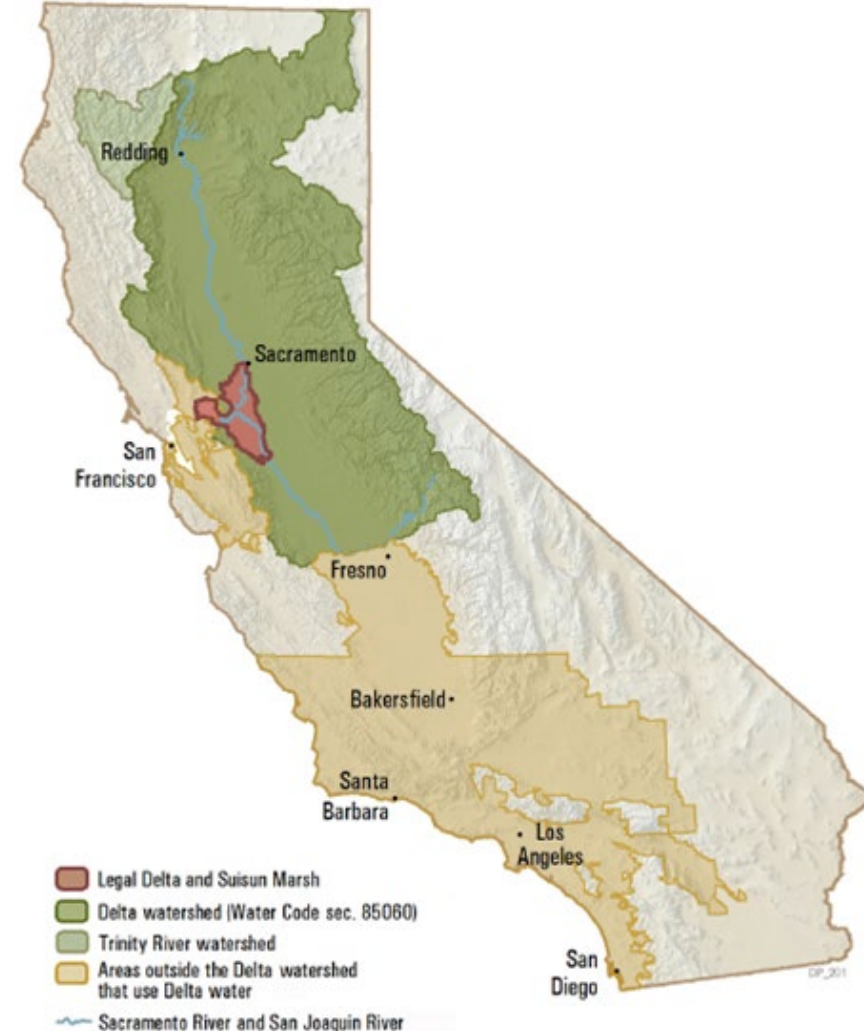 Redding
Sacramento
San
Francisco
Fresno
Bakersfield
Santa
Barbara
Los
Angeles
San
Diego
Legal Delta and Suisun Marsh
Delta watershed (Water Code sec. 85060)
Trinity River watershed
Areas outside the Delta watershed
that use Delta water
Sacramento River and San Joaquin River
DP_201